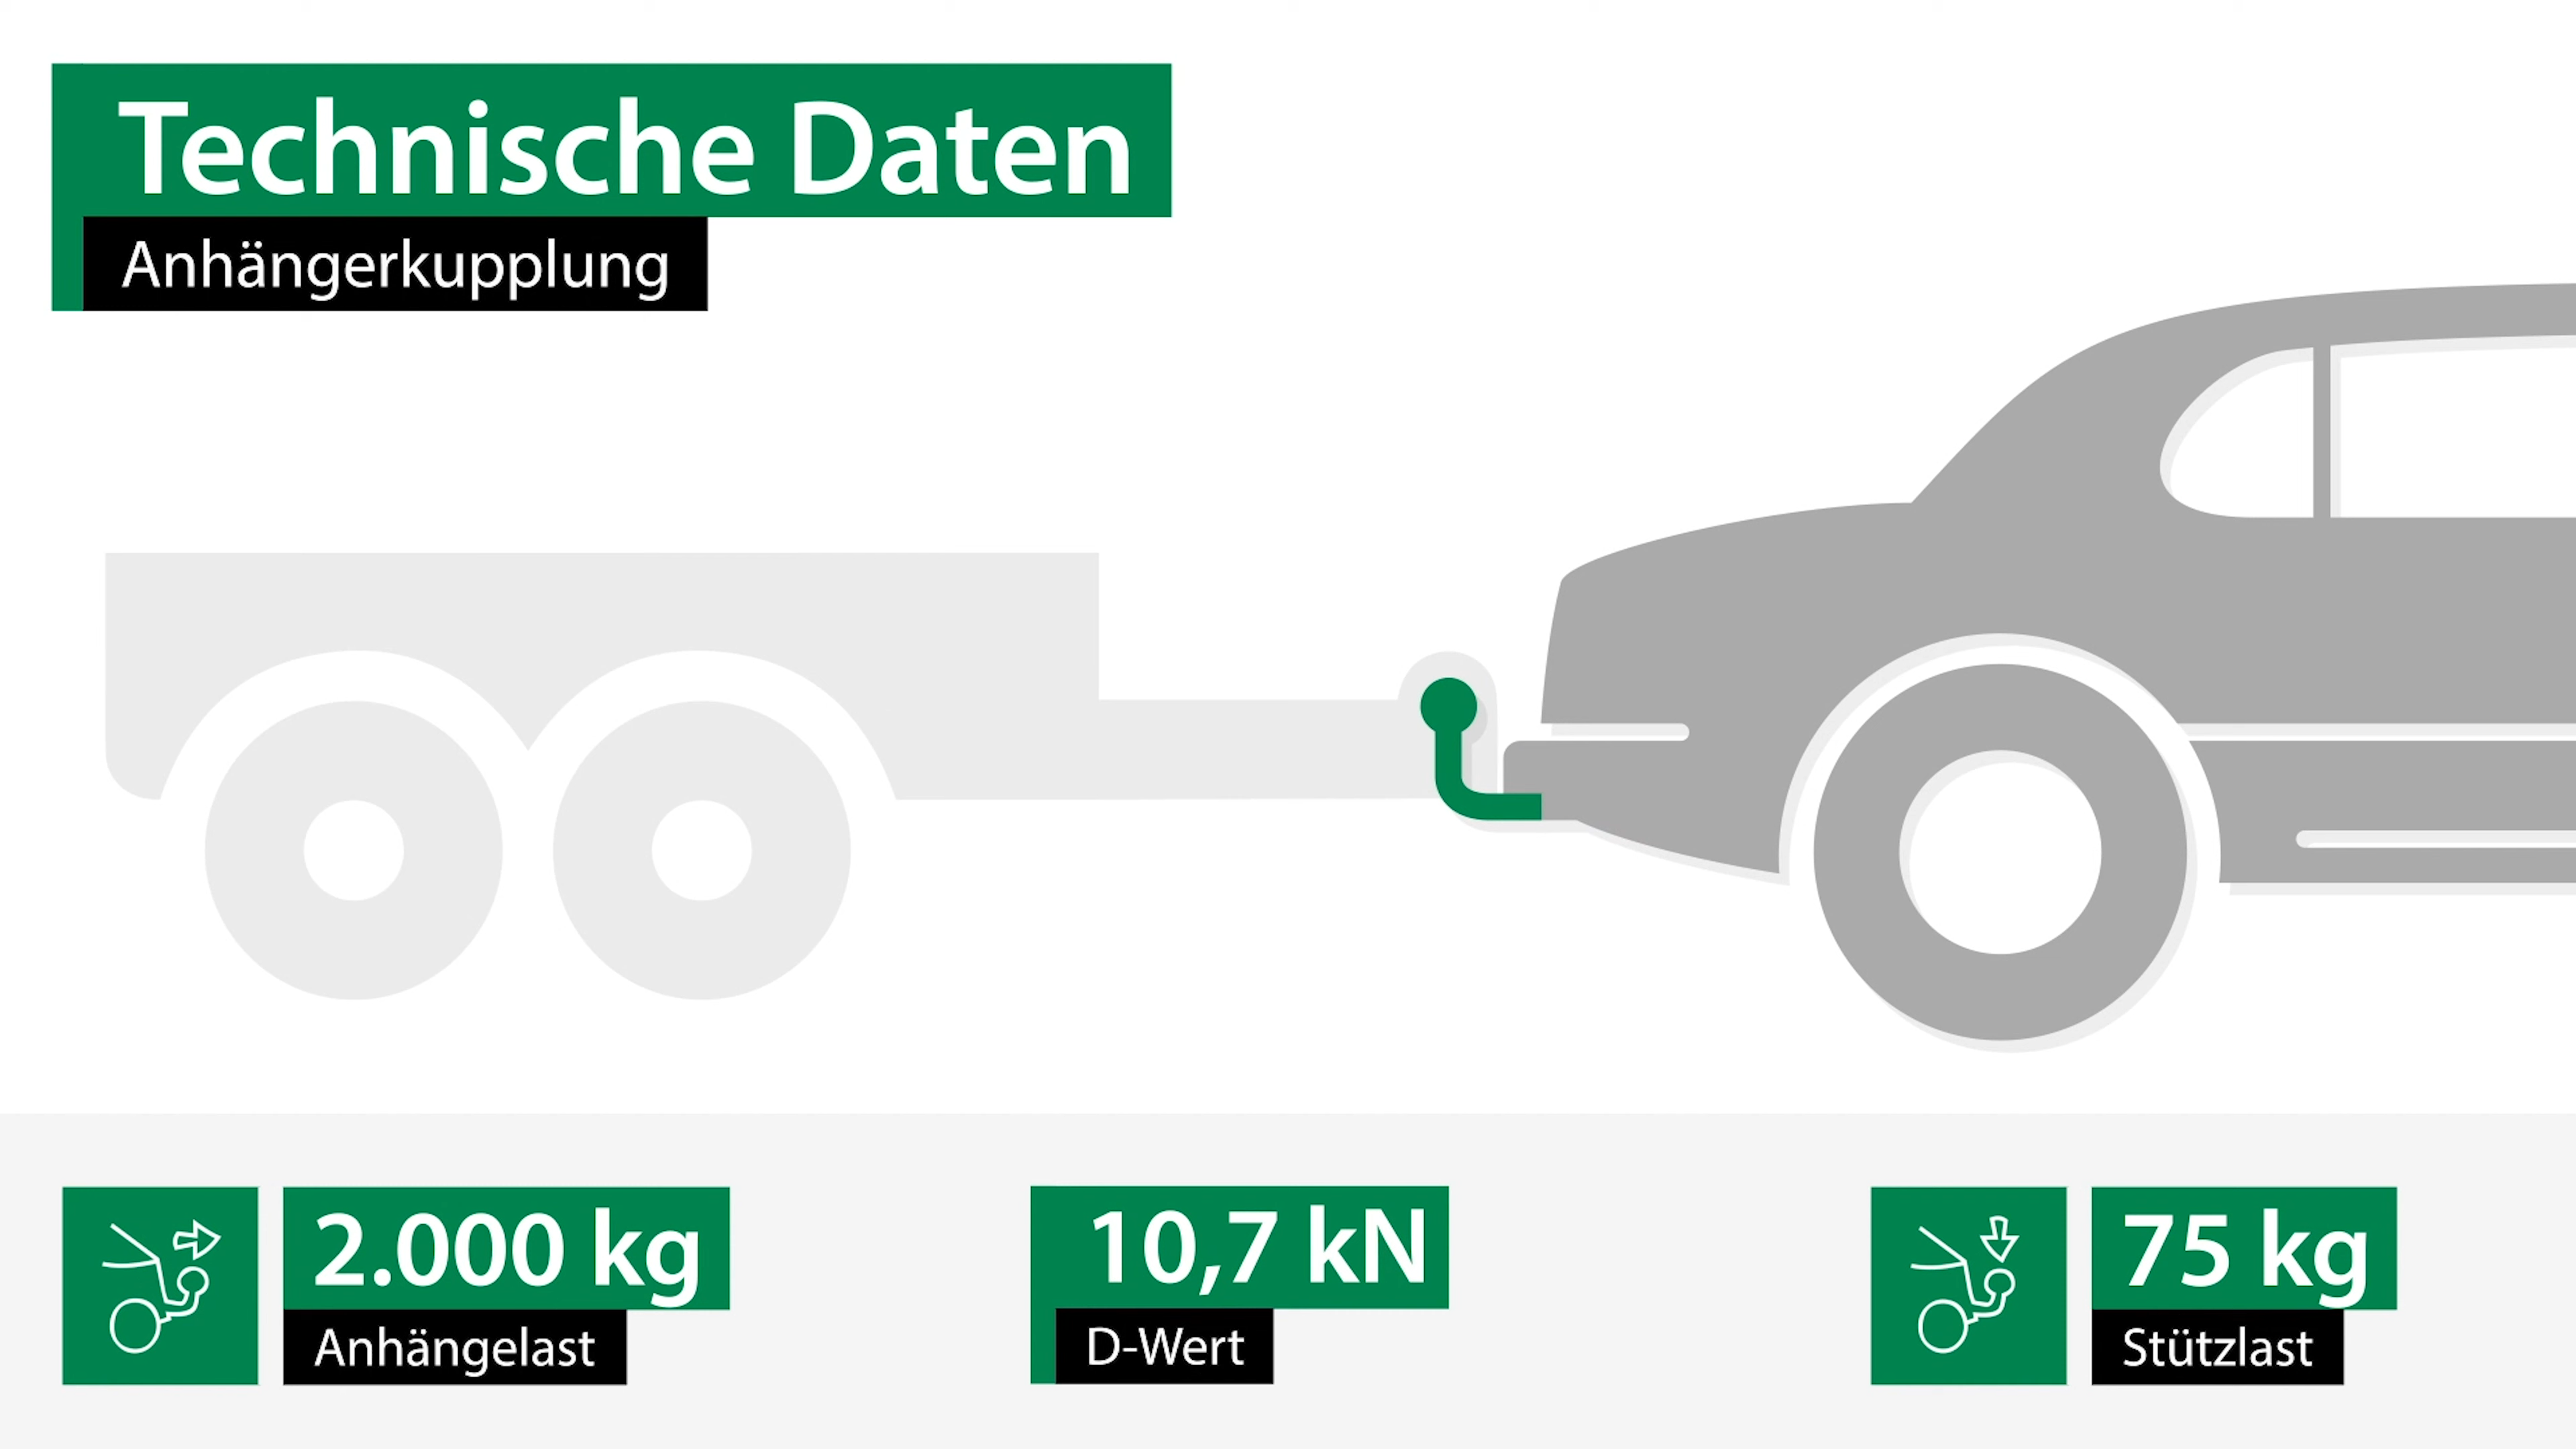 Technische Daten
Anhängerkupplung
2.000 kg
Anhängelast
10,7 kN
D-Wert
75 kg
Stützlast